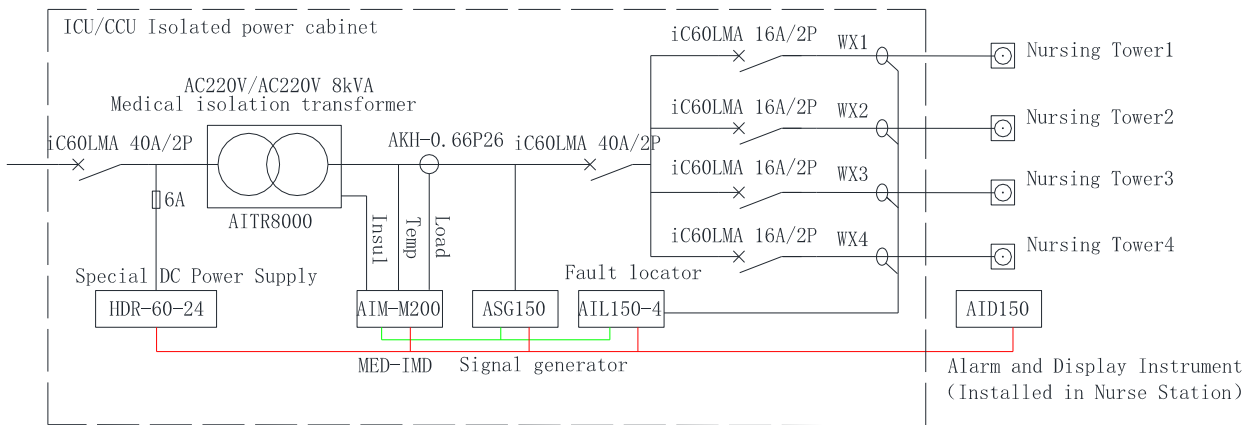 ICU/CCU Isolated power cabinet
iC60LMA 16A/2P
WX1
Nursing Tower1
AC220V/AC220V 8kVA
Medical isolation transformer
iC60LMA 16A/2P
WX2
Nursing Tower2
iC60LMA 40A/2P
AKH-0.66P26
iC60LMA 40A/2P
iC60LMA 16A/2P
WX3
Nursing Tower3
6A
AITR8000
Insul
Temp
Load
iC60LMA 16A/2P
WX4
Nursing Tower4
Special DC Power Supply
Fault locator
HDR-60-24
AIM-M200
ASG150
AIL150-4
AID150
MED-IMD
Signal generator
Alarm and Display Instrument
(Installed in Nurse Station)